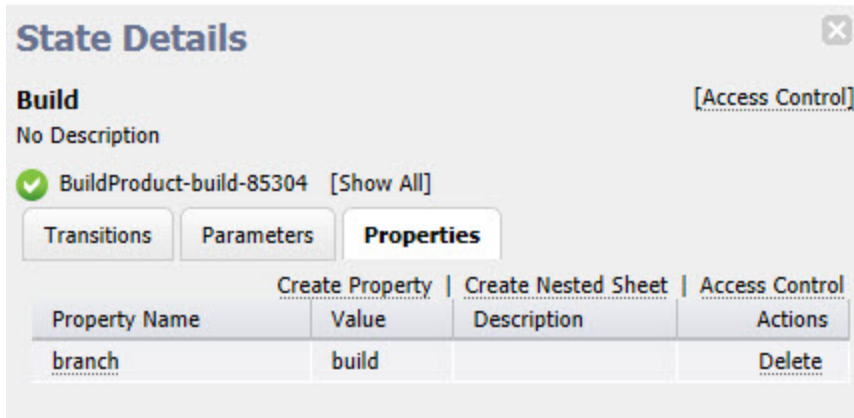 State Details
Build [Access Control]
No Description
BuildProduct-build-85304 [Show All]
Transitions Parameters Properties
Create Property | Create Nested Sheet | Access Control
Property Name Value Description Actions
branch build Delete